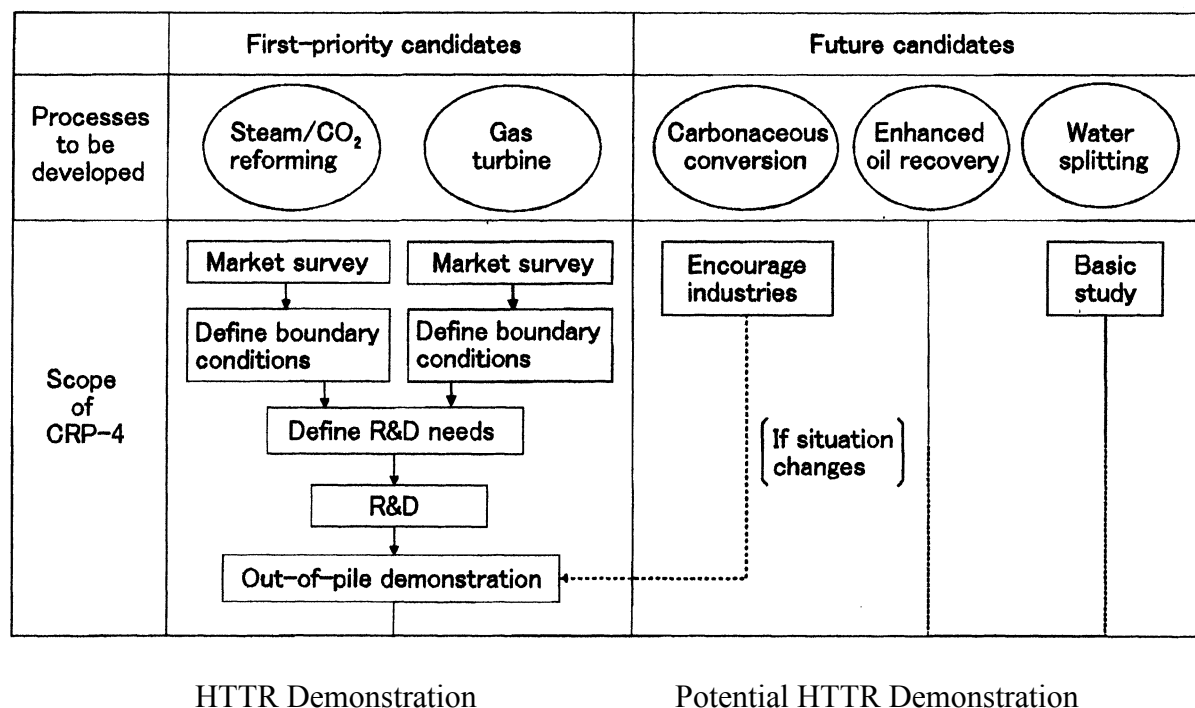 First-priority candidates
Future candidates
Processes
to be
developed
Steam/CO₂
reforming
Gas
turbine
Carbonaceous
conversion
Enhanced
oil recovery
Water
splitting
Scope
of
CRP-4
Market survey
Market survey
Define boundary
conditions
Define boundary
conditions
Define R&D needs
R&D
Out-of-pile demonstration
Encourage
industries
(If situation
changes)
Basic
study
HTTR Demonstration
Potential HTTR Demonstration